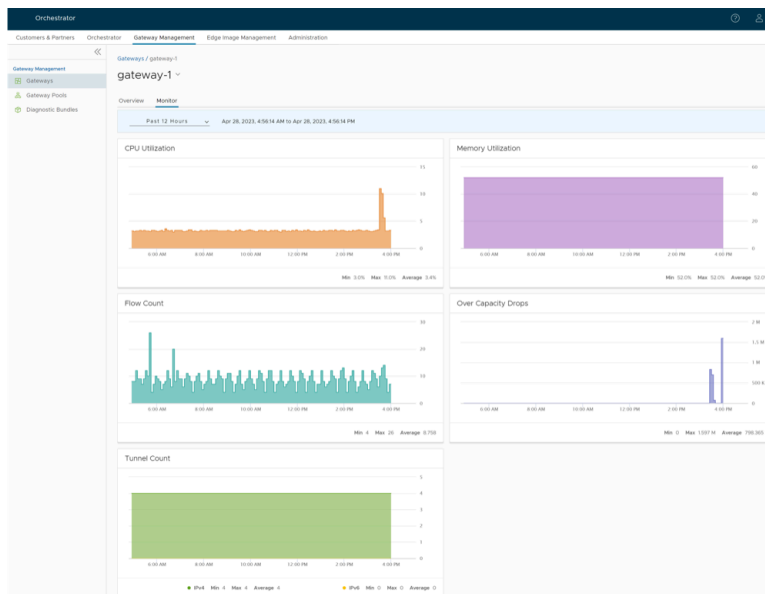 Orchestrator
Customers & Partners Orchestrator Gateway Management Edge Image Management Administration
Gateway Management
Gateways
Gateway Pools
Diagnostic Bundles
Gateways / gateway-1
gateway-1
Overview Monitor
Past 12 Hours Apr 28, 2023, 4:56:14 AM to Apr 28, 2023, 4:56:14 PM
CPU Utilization
15
10
5
0
6:00 AM 8:00 AM 10:00 AM 12:00 PM 2:00 PM 4:00 PM
Min 3.0% Max 11.0% Average 3.4%
Memory Utilization
60
40
20
0
6:00 AM 8:00 AM 10:00 AM 12:00 PM 2:00 PM 4:00 PM
Min 52.0% Max 52.0% Average 52.0
Flow Count
30
20
10
0
6:00 AM 8:00 AM 10:00 AM 12:00 PM 2:00 PM 4:00 PM
Min 4 Max 26 Average 8.758
Over Capacity Drops
2 M
1.5 M
1 M
500 K
0
6:00 AM 8:00 AM 10:00 AM 12:00 PM 2:00 PM 4:00 PM
Min 0 Max 1.597 M Average
Tunnel Count
5
4
3
2
1
0
6:00 AM 8:00 AM 10:00 AM 12:00 PM 2:00 PM 4:00 PM
IPv4 Min 4 Max 4 Average 4 IPv6 Min 0 Max 0 Average 0